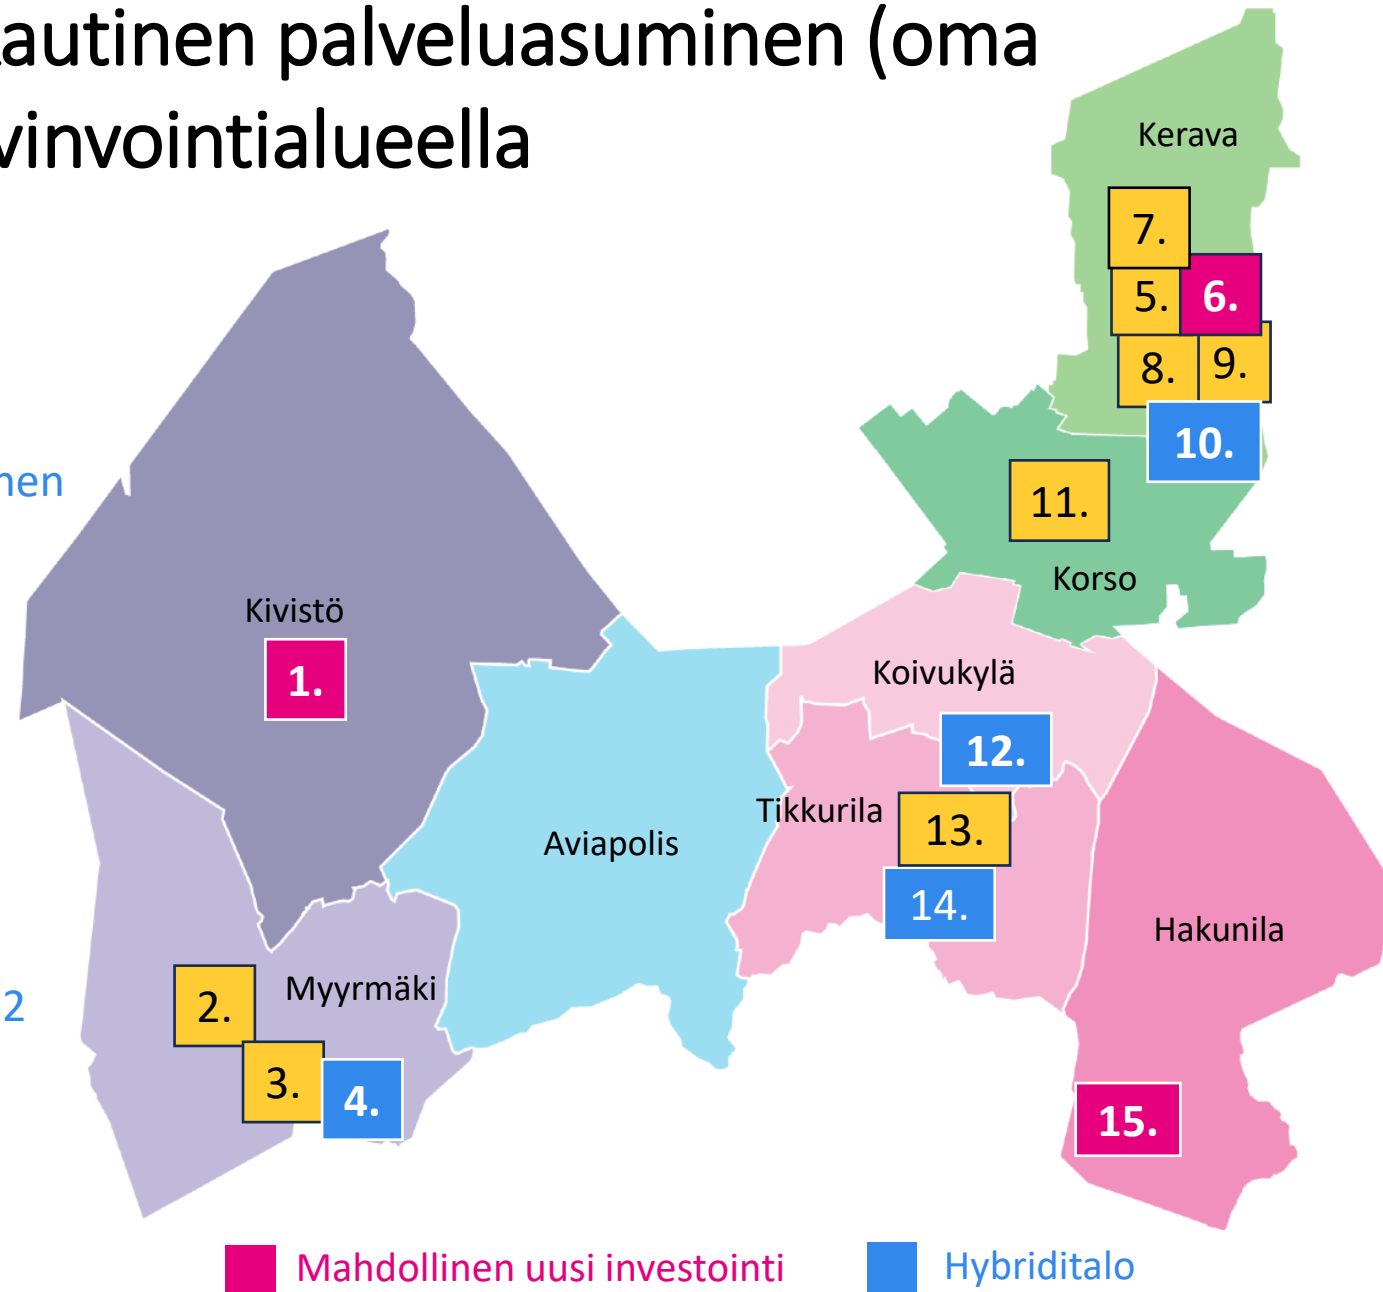 autinen palveluasuminen (oma
vinvointialueella
Kerava
7.
5.
6.
8.
9.
10.
nen
11.
Korso
Kivistö
1.
Koivukylä
12.
Tikkurila
13.
Aviapolis
14.
Hakunila
Myyrmäki
2.
2
3.
4.
15.
Mahdollinen uusi investointi
Hybriditalo